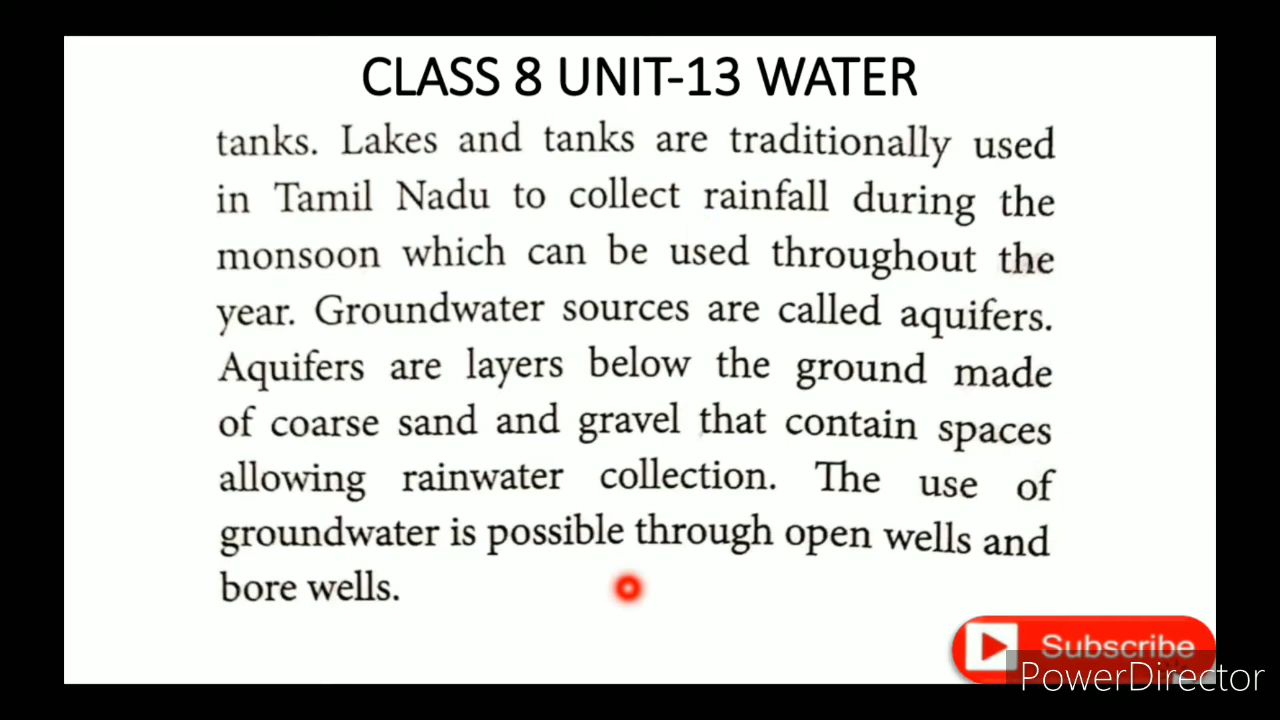 CLASS 8 UNIT-13 WATER
tanks. Lakes and tanks are traditionally used
in Tamil Nadu to collect rainfall during the
monsoon which can be used throughout the
year. Groundwater sources are called aquifers.
Aquifers are layers below the ground made
of coarse sand and gravel that contain spaces
allowing rainwater collection. The use of
groundwater is possible through open wells and
bore wells.
Subscribe
PowerDirector